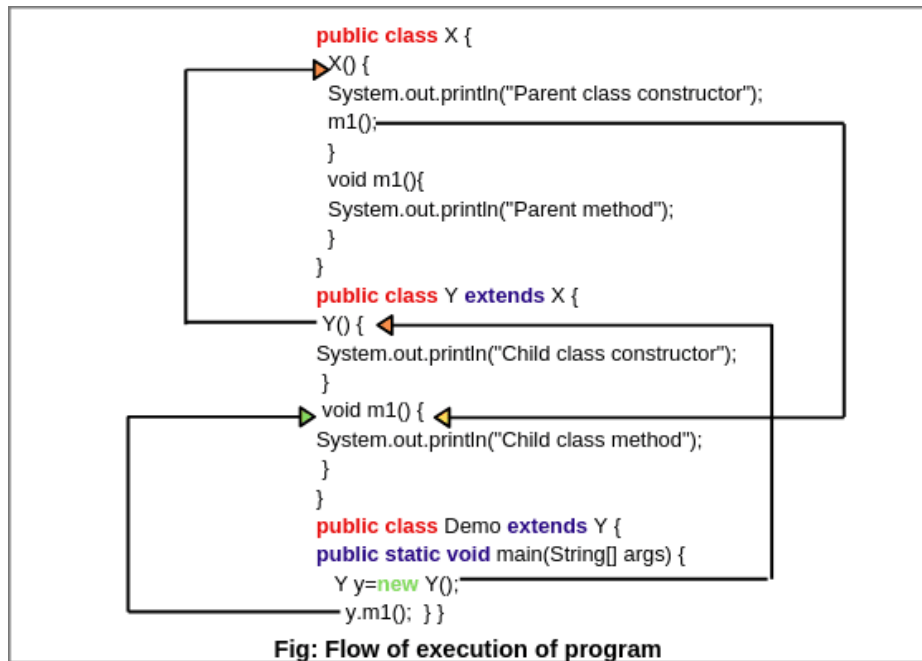 public class X {
X() {
System.out.println("Parent class constructor");
m1();
}
void m1(){
System.out.println("Parent method");
}
}
public class Y extends X {
Y() {
System.out.println("Child class constructor");
}
void m1() {
System.out.println("Child class method");
}
}
public class Demo extends Y {
public static void main(String[] args) {
Y y=new Y();
y.m1(); } }
Fig: Flow of execution of program